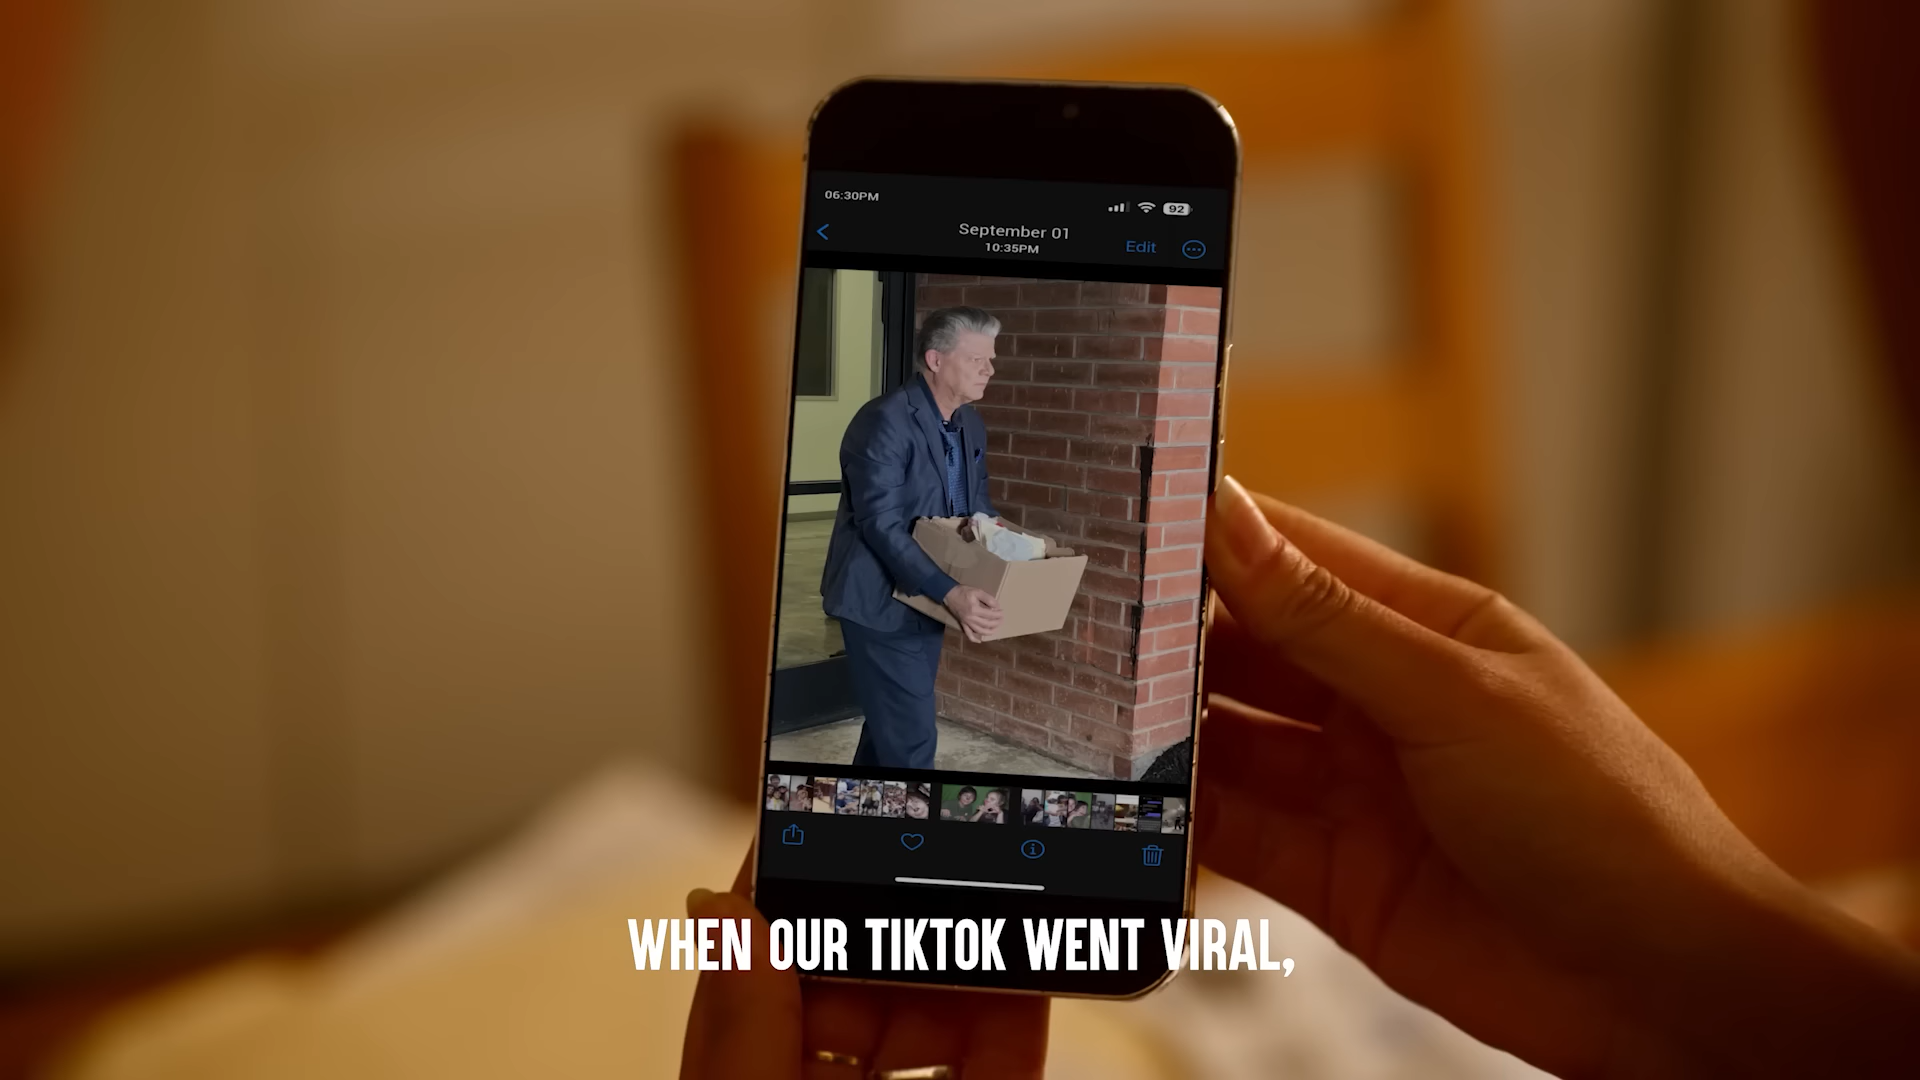 06:30PM
92
September 01
10:35PM
Edit
WHEN OUR TIKTOK WENT VIRAL,